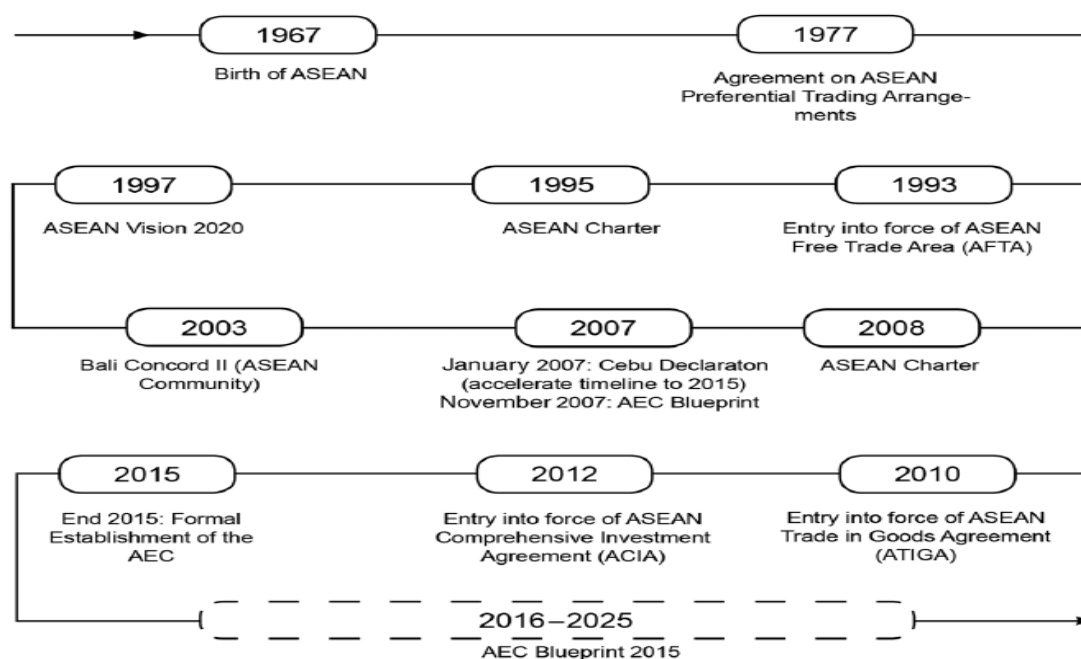 1967
Birth of ASEAN
1977
Agreement on ASEAN
Preferential Trading Arrange-
ments
1997
ASEAN Vision 2020
1995
ASEAN Charter
1993
Entry into force of ASEAN
Free Trade Area (AFTA)
2003
Bali Concord II (ASEAN
Community)
2007
January 2007: Cebu Declaraton
(accelerate timeline to 2015)
November 2007: AEC Blueprint
2008
ASEAN Charter
2015
End 2015: Formal
Establishment of the
AEC
2012
Entry into force of ASEAN
Comprehensive Investment
Agreement (ACIA)
2010
Entry into force of ASEAN
Trade in Goods Agreement
(ATIGA)
2016–2025
AEC Blueprint 2015